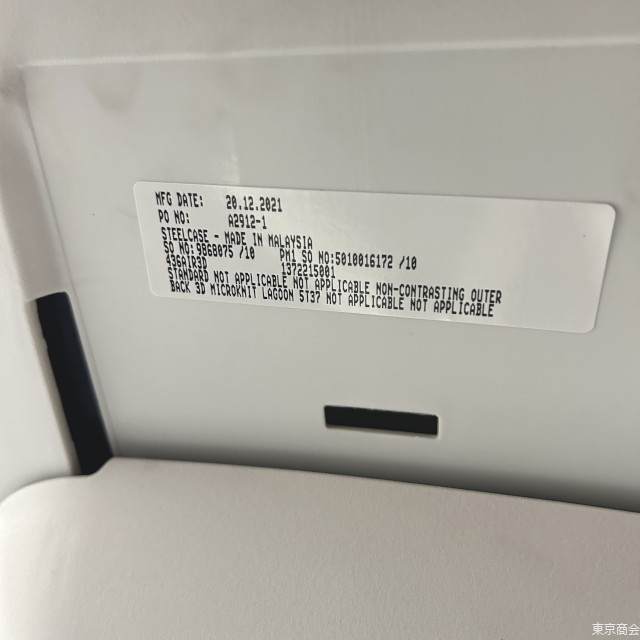 MFG DATE: 20.12.2021
PO NO: A2912-1
STEELCASE - MADE IN MALAYSIA
SO NO:9868075 /10 PM1 SO NO:5010016172 /10
436A1R3D 1372215001
STANDARD NOT APPLICABLE NOT APPLICABLE NON-CONTRASTING OUTER
BACK 3D MICROKNIT LAGOON 5T37 NOT APPLICABLE NOT APPLICABLE
東京商会